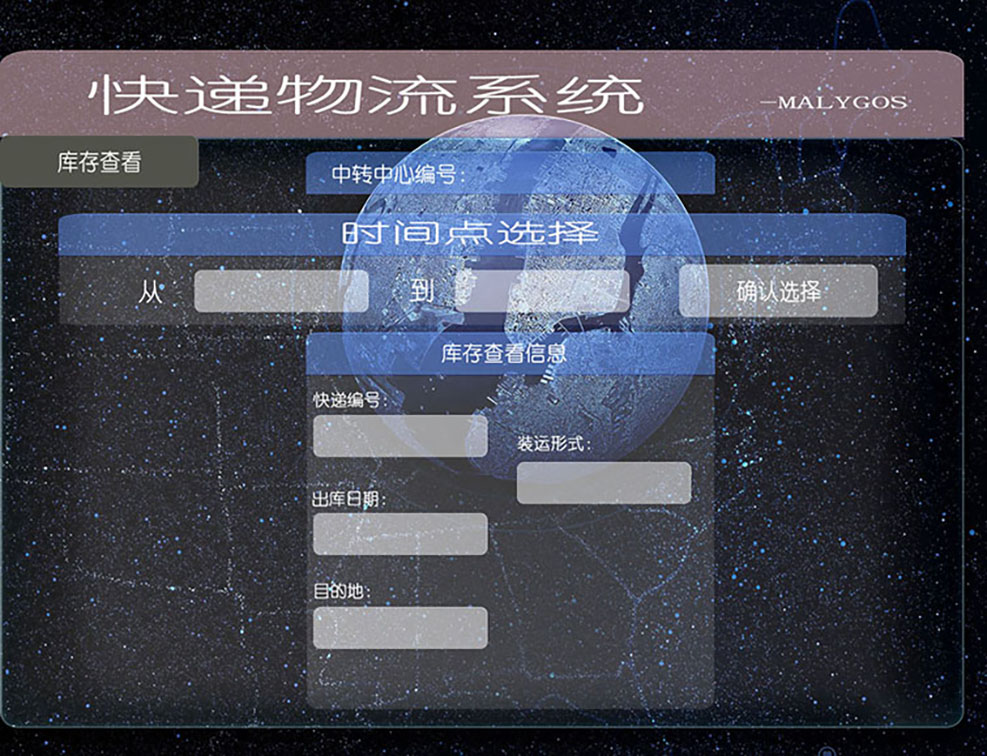 快递物流系统
—MALYGOS
库存查看
中转中心编号：
时间点选择
从 到 确认选择
库存查看信息
快递编号：
装运形式：
出库日期：
目的地：